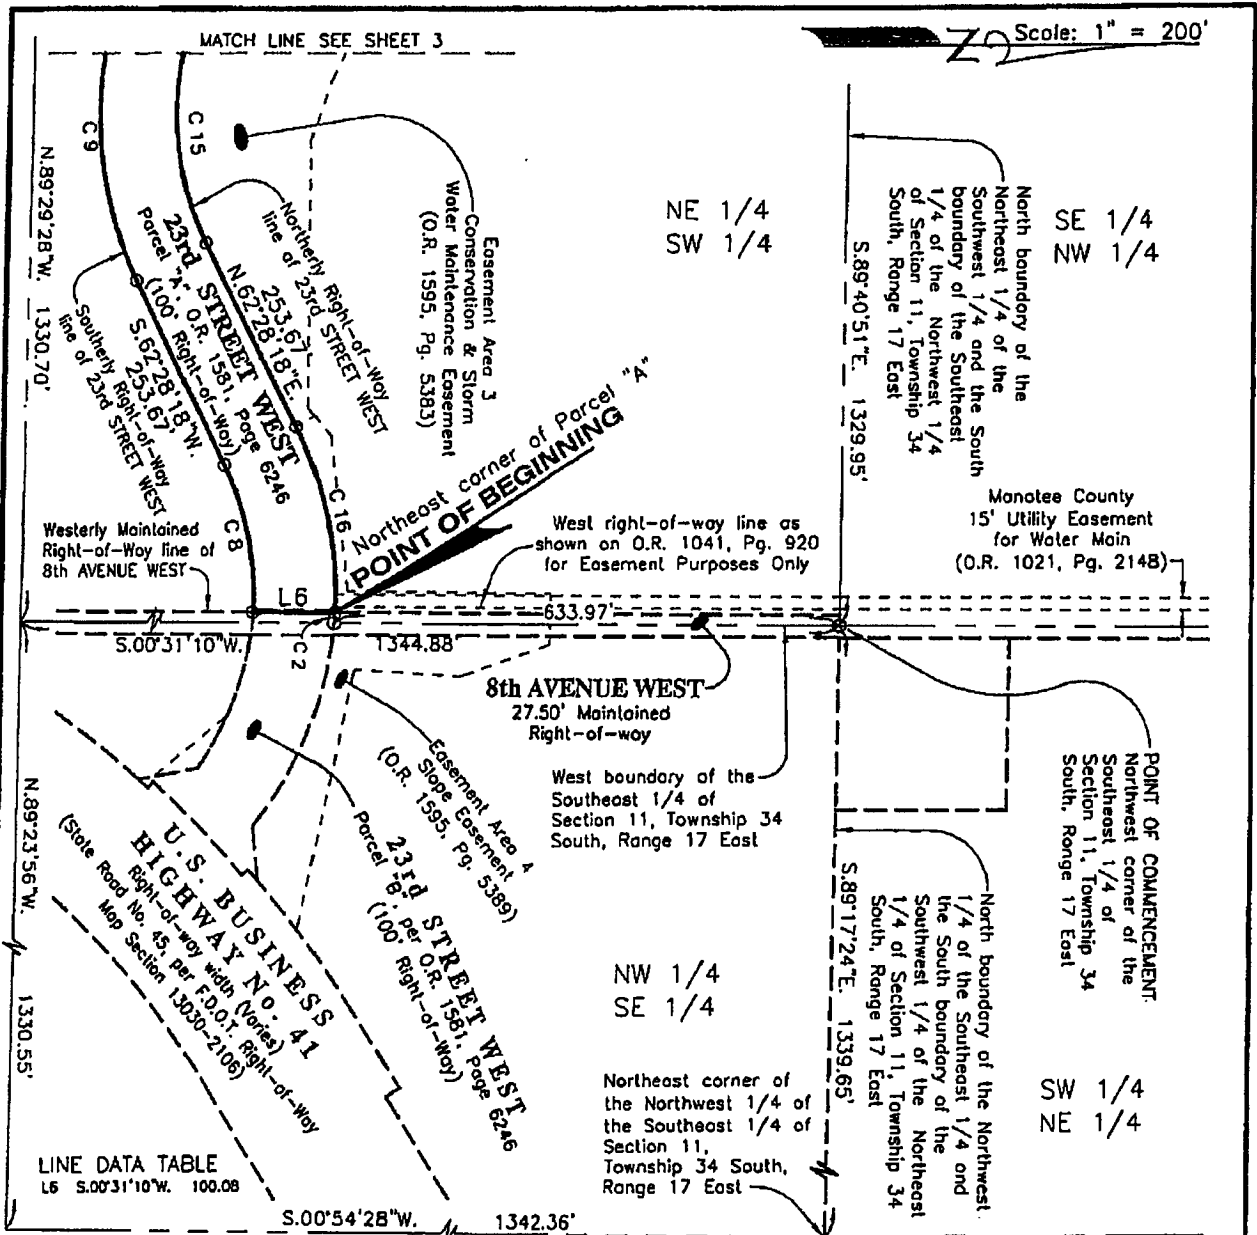 MATCH LINE SEE SHEET 3
Scale: 1" = 200'
N
C 9
C 15
N.89°29'28"W. 1330.70'
Easement Area 3
Conservation & Storm
Water Maintenance Easement
(O.R. 1595, Pg. 5383)
Northerly Right-of-Way
line of 23rd STREET WEST
N.62°28'18"E.
253.67'
23rd STREET WEST
Parcel "A", O.R. 1581, Page 6246
(100' Right-of-Way)
S.62°28'18"W.
253.67'
Southerly Right-of-Way
line of 23rd STREET WEST
NE 1/4
SW 1/4
SE 1/4
NW 1/4
S.89°40'51"E. 1329.95'
North boundary of the
Northeast 1/4 of the
Southwest 1/4 and the South
boundary of the Southeast
1/4 of the Northwest 1/4
of Section 11, Township 34
South, Range 17 East
C 16
C 8
Northeast corner of Parcel "A"
POINT OF BEGINNING
Westerly Maintained
Right-of-Way line of
8th AVENUE WEST
West right-of-way line as
shown on O.R. 1041, Pg. 920
for Easement Purposes Only
Manatee County
15' Utility Easement
for Water Main
(O.R. 1021, Pg. 2148)
L6
633.97'
S.00°31'10"W.
C 2
1344.88'
8th AVENUE WEST
27.50' Maintained
Right-of-way
West boundary of the
Southeast 1/4 of
Section 11, Township 34
South, Range 17 East
POINT OF COMMENCEMENT
Northwest corner of the
Southeast 1/4 of
Section 11, Township 34
South, Range 17 East
Easement Area 4
Slope Easement
(O.R. 1595, Pg. 5389)
23rd STREET WEST
Parcel "B", per O.R. 1581, Page 6246
(100' Right-of-Way)
N.89°23'56"W. 1330.55'
U.S. BUSINESS
HIGHWAY No. 41
Right-of-way width (Varies)
(State Road No. 45, per F.D.O.T. Right-of-Way
Map Section 13030-2106)
NW 1/4
SE 1/4
S.89°17'24"E. 1339.65'
North boundary of the Northwest
1/4 of the Southeast 1/4 and
the South boundary of the
Southwest 1/4 of the Northeast
1/4 of Section 11, Township 34
South, Range 17 East
SW 1/4
NE 1/4
Northeast corner of
the Northwest 1/4 of
the Southeast 1/4 of
Section 11,
Township 34 South,
Range 17 East
LINE DATA TABLE
L6 S.00°31'10"W. 100.08
S.00°54'28"W. 1342.36'